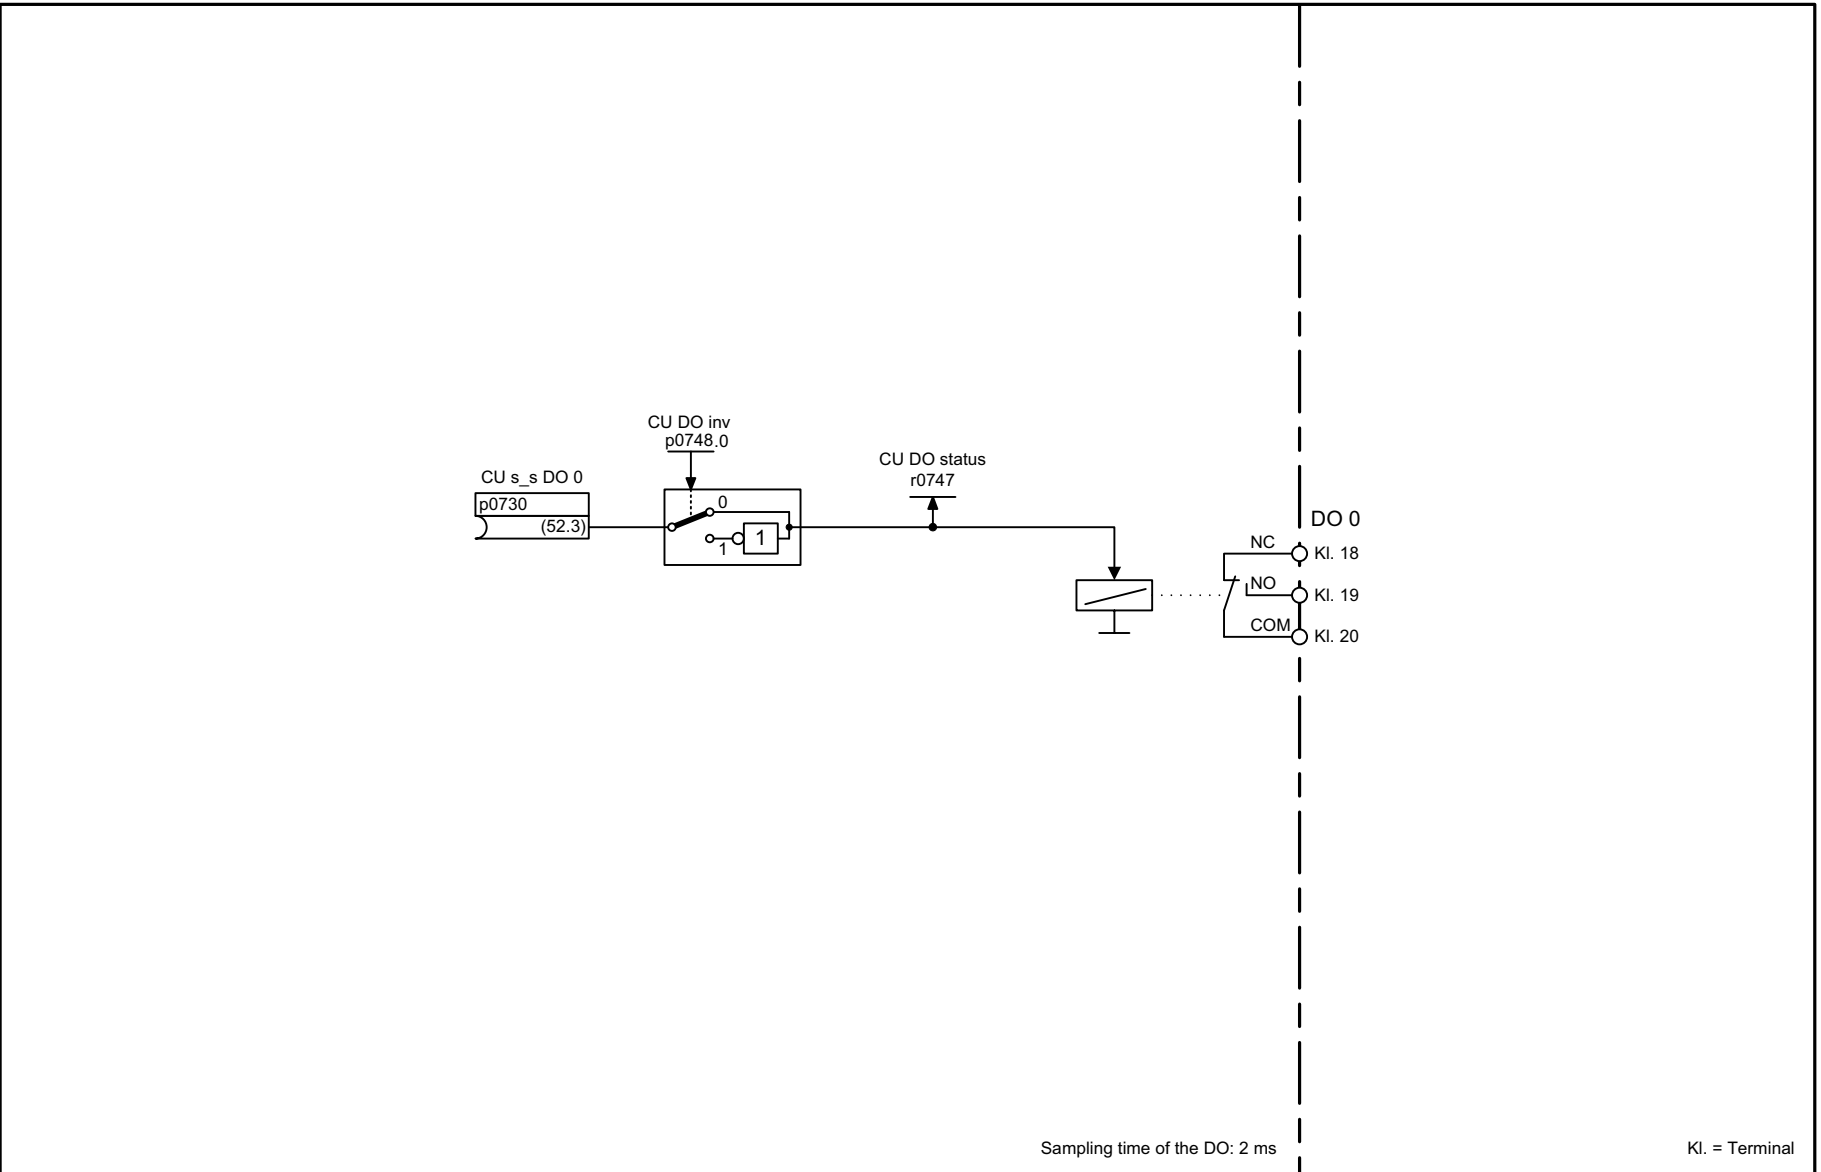 CU DO inv
p0748.0
CU s_s DO 0
p0730
(52.3)
0
1
1
CU DO status
r0747
DO 0
NC
Kl. 18
NO
Kl. 19
COM
Kl. 20
Sampling time of the DO: 2 ms
Kl. = Terminal